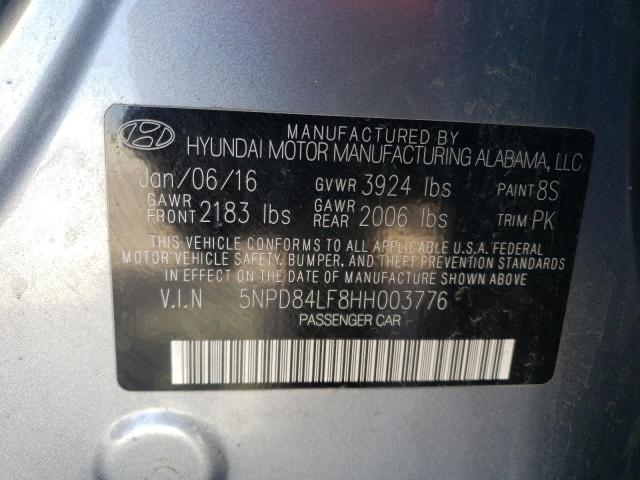 MANUFACTURED BY
HYUNDAI MOTOR MANUFACTURING ALABAMA, LLC
Jan/06/16 GVWR 3924 lbs PAINT 8S
GAWR FRONT 2183 lbs GAWR REAR 2006 lbs TRIM PK
THIS VEHICLE CONFORMS TO ALL APPLICABLE U.S.A. FEDERAL
MOTOR VEHICLE SAFETY, BUMPER, AND THEFT PREVENTION STANDARDS
IN EFFECT ON THE DATE OF MANUFACTURE SHOWN ABOVE
V.I.N 5NPD84LF8HH003776
PASSENGER CAR